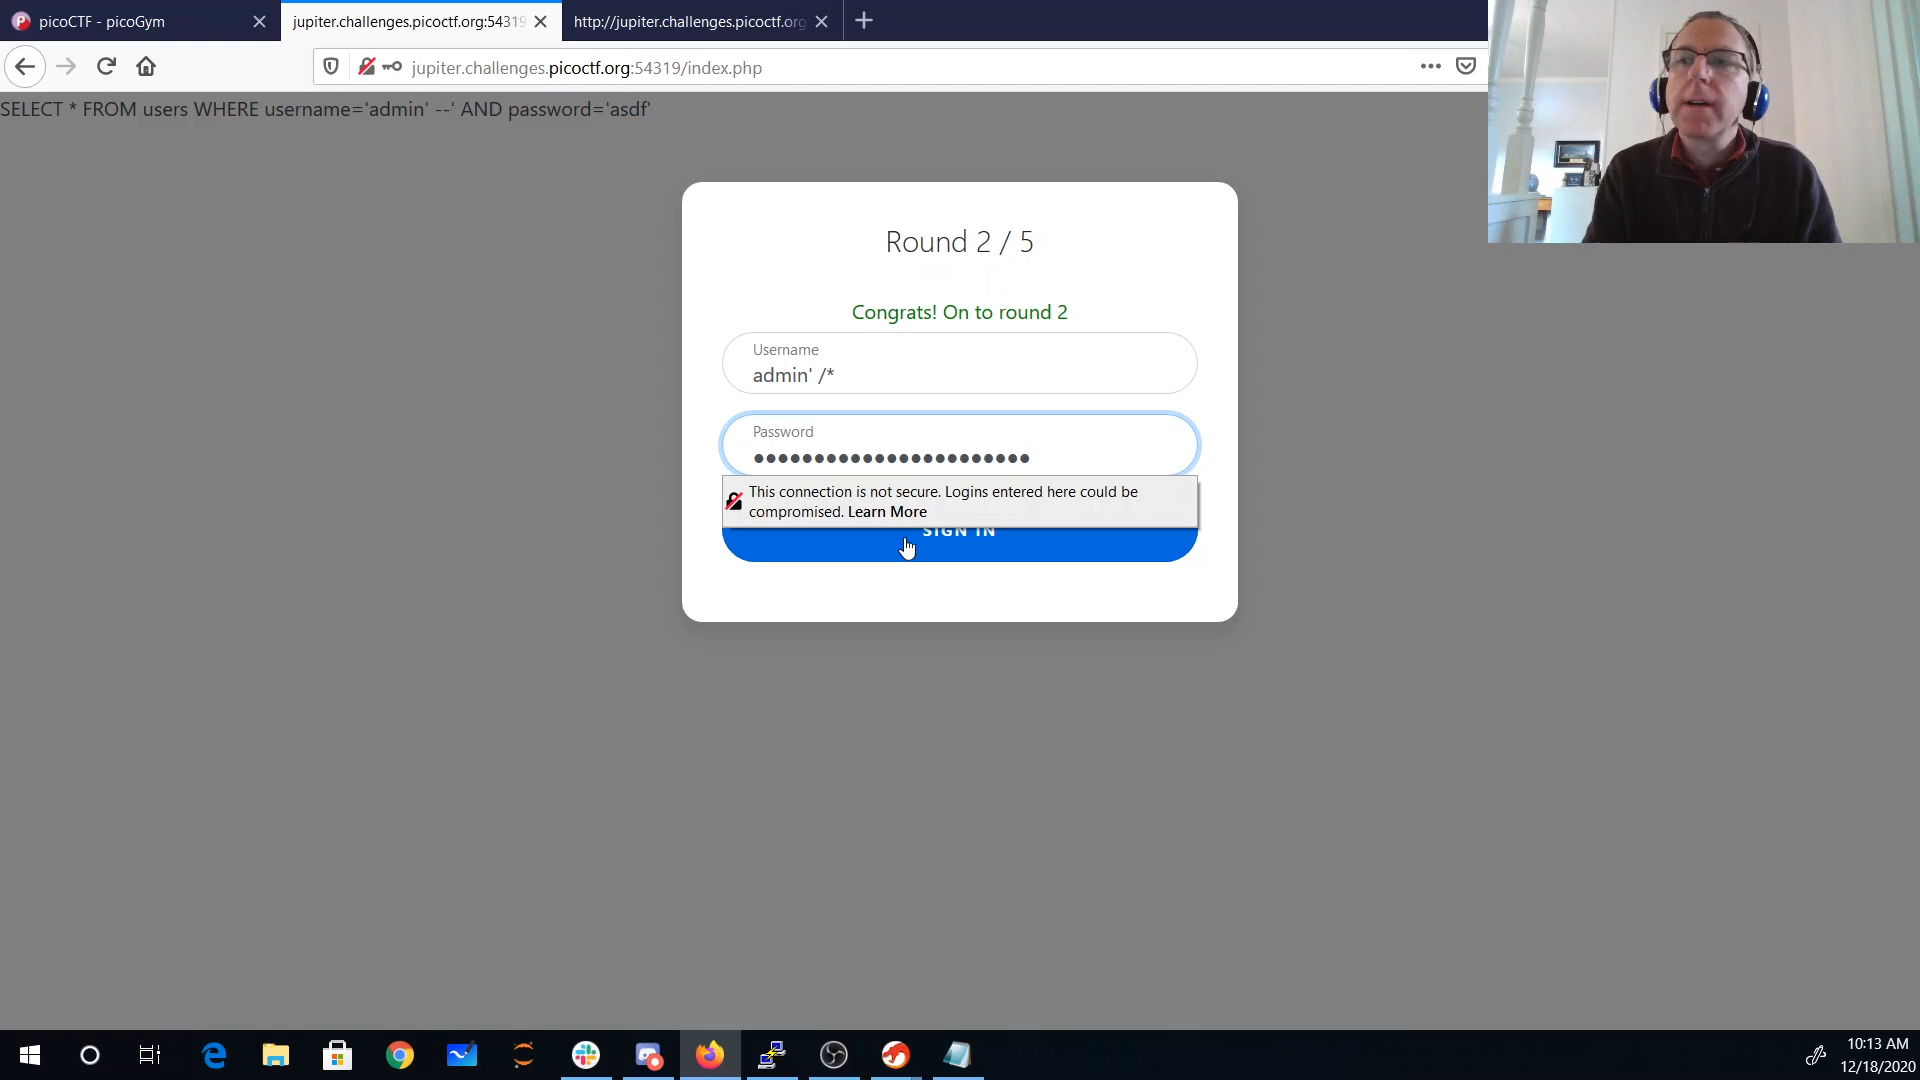 picoCTF - picoGym
jupiter.challenges.picoctf.org:54319
http://jupiter.challenges.picoctf.org
jupiter.challenges.picoctf.org:54319/index.php
SELECT * FROM users WHERE username='admin' --' AND password='asdf'
Round 2 / 5
Congrats! On to round 2
Username
admin' /*
Password
This connection is not secure. Logins entered here could be
compromised. Learn More
SIGN IN
10:13 AM
12/18/2020